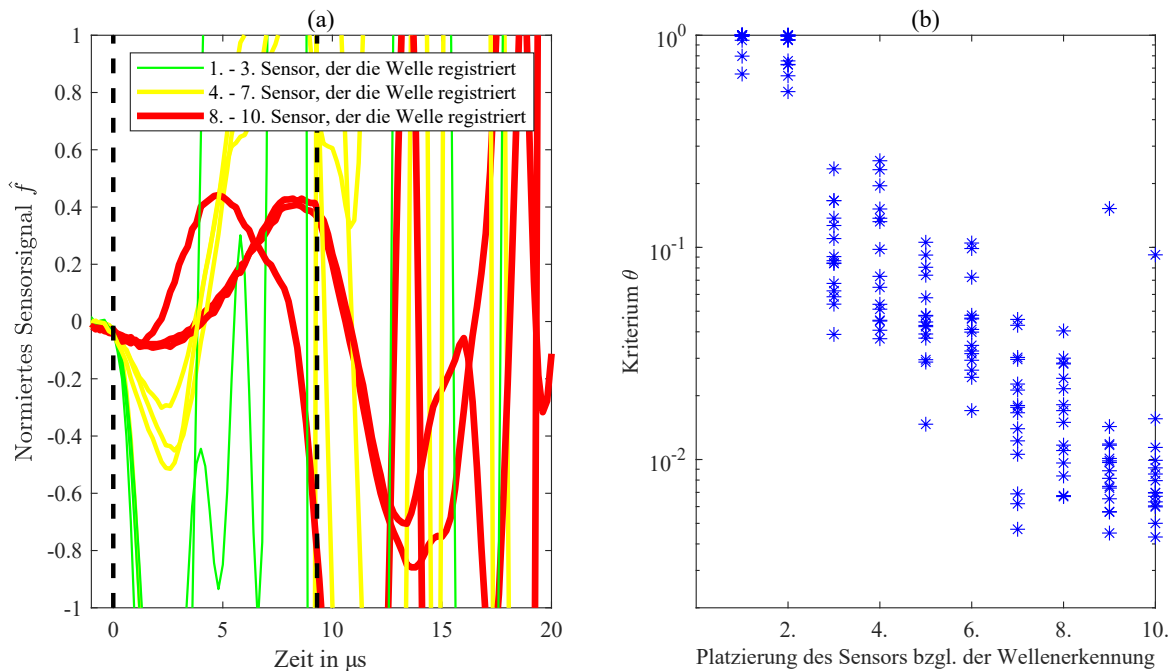 (a)
1
0.8
0.6
0.4
0.2
0
-0.2
-0.4
-0.6
-0.8
-1
Normiertes Sensorsignal f̂
1. - 3. Sensor, der die Welle registriert
4. - 7. Sensor, der die Welle registriert
8. - 10. Sensor, der die Welle registriert
0 5 10 15 20
Zeit in μs
(b)
10⁰
10⁻¹
10⁻²
Kriterium θ
2. 4. 6. 8. 10.
Platzierung des Sensors bzgl. der Wellenerkennung